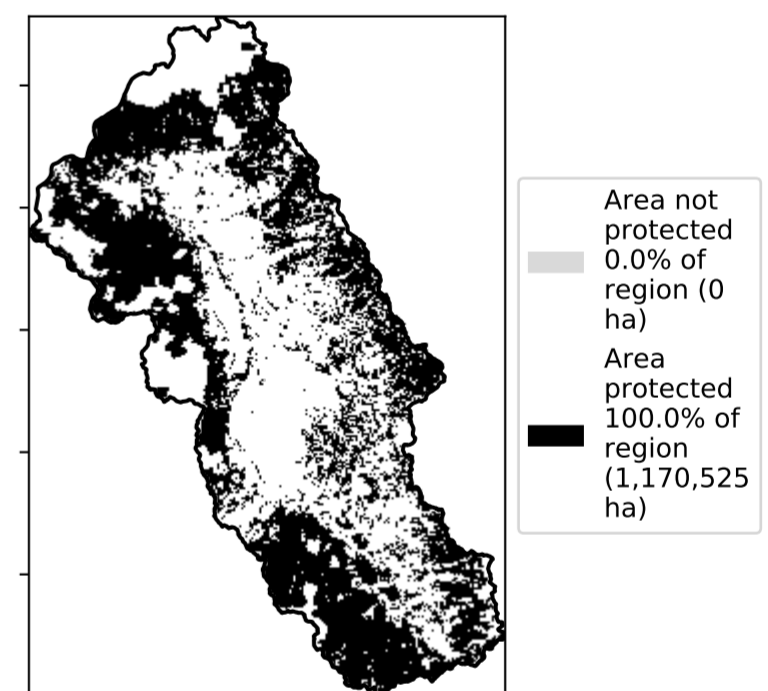 Area not
protected
0.0% of
region (0
ha)
Area
protected
100.0% of
region
(1,170,525
ha)